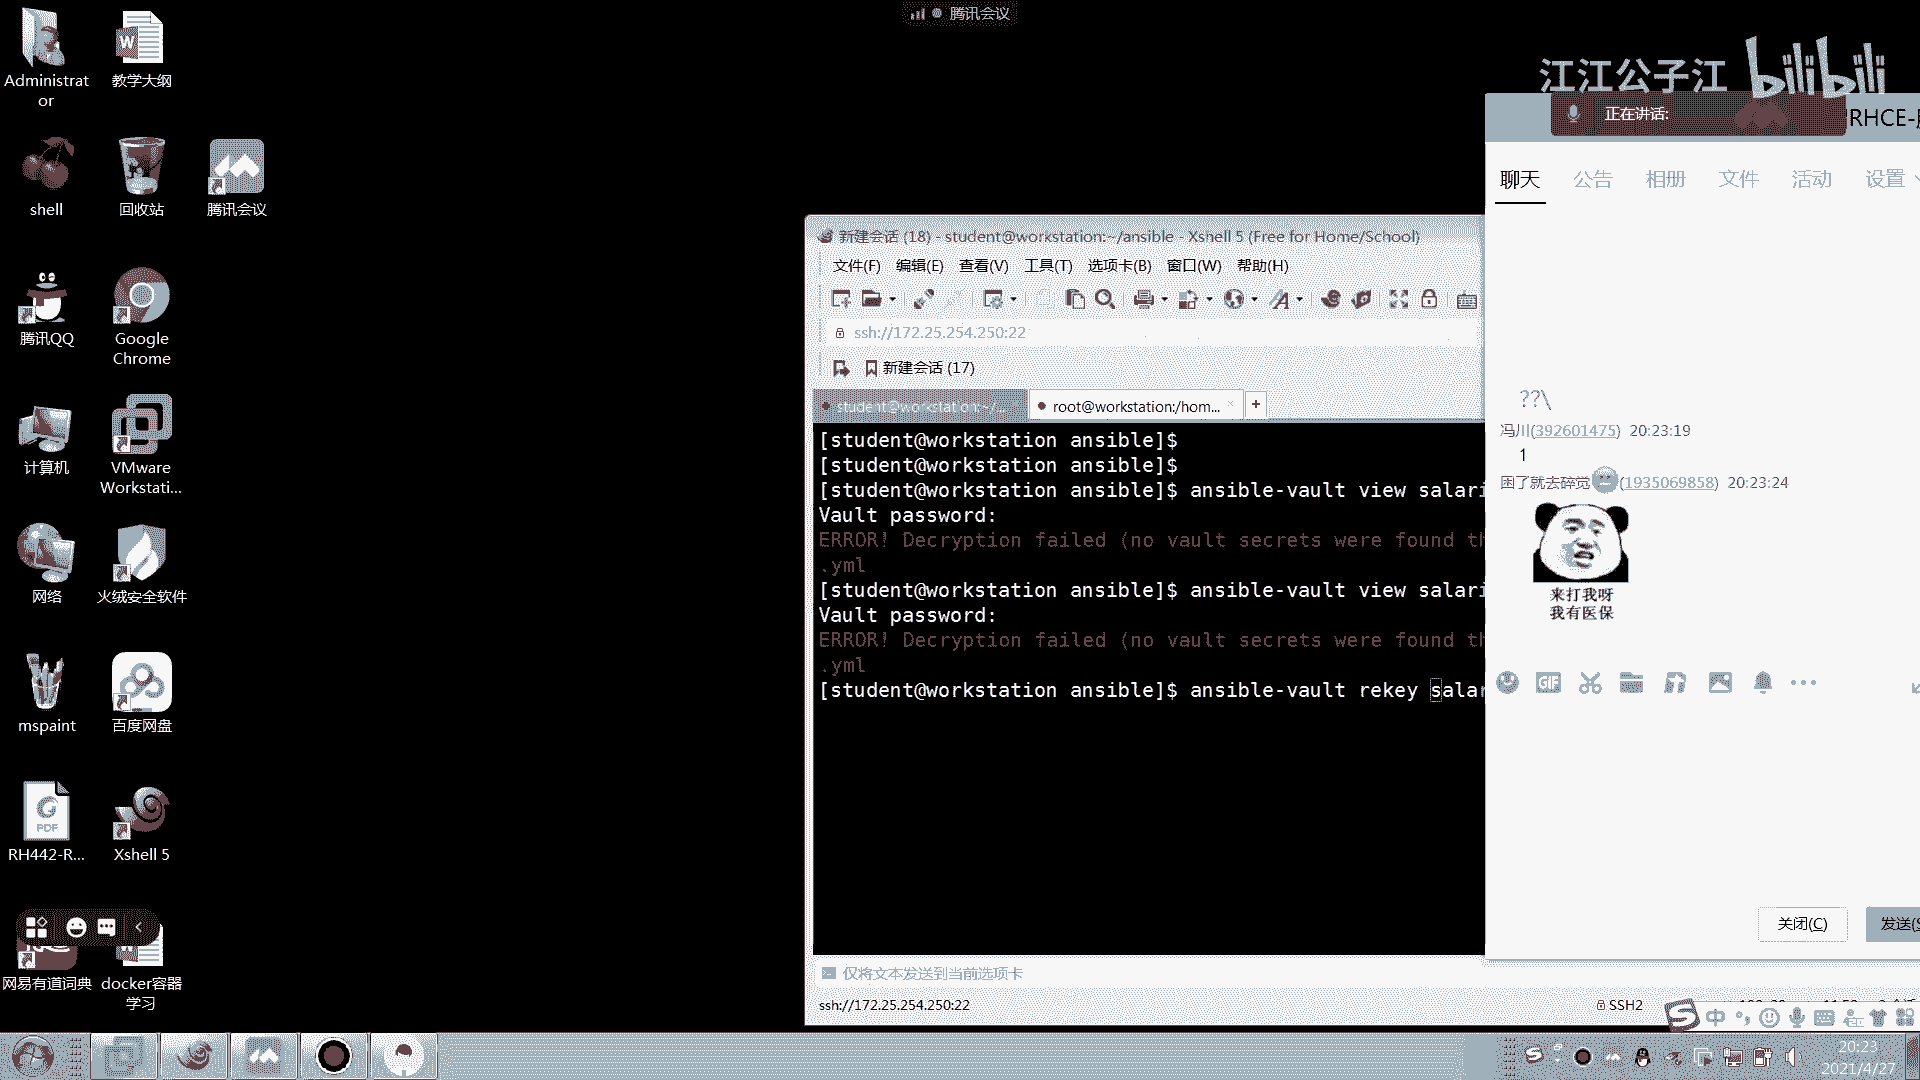 腾讯会议
江江公子江 bilibili
Administrat
or
教学大纲
shell
回收站
腾讯会议
腾讯QQ
Google
Chrome
计算机
VMware
Workstati...
网络
火绒安全软件
mspaint
百度网盘
PDF
RH442-R...
Xshell 5
网易有道词典
docker容器
学习
新建会话 (18) - student@workstation:~/ansible - Xshell 5 (Free for Home/School)
文件(F) 编辑(E) 查看(V) 工具(T) 选项卡(B) 窗口(W) 帮助(H)
ssh://172.25.254.250:22
新建会话 (17)
student@workstation:~/...
root@workstation:/hom...
[student@workstation ansible]$
[student@workstation ansible]$
[student@workstation ansible]$ ansible-vault view salari
Vault password:
ERROR! Decryption failed (no vault secrets were found th
.yml
[student@workstation ansible]$ ansible-vault view salari
Vault password:
ERROR! Decryption failed (no vault secrets were found th
.yml
[student@workstation ansible]$ ansible-vault rekey salar
仅将文本发送到当前选项卡
ssh://172.25.254.250:22
SSH2
正在讲话:
RHCE-
聊天 公告 相册 文件 活动 设置
??\
冯川(392601475) 20:23:19
1
困了就去碎觉(1935069858) 20:23:24
来打我呀
我有医保
GIF
关闭(C)
发送(S
中
20:23
2021/4/27